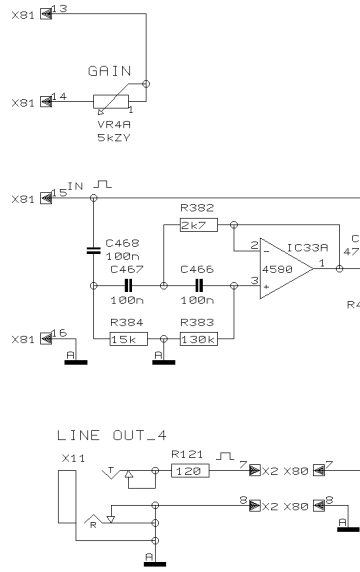 X81 13
GAIN
X81 14
1
VR4A
5kZY
X81 15 IN
R382
2k7
C468
100n
2
IC33A
C
47
4580
1
C467
C466
3
100n
100n
R4
R384
R383
15k
130k
X81 16
A
A
LINE OUT_4
X11
R121
T
120
7 X2 X80 7
8 X2 X80 8
R
A
A